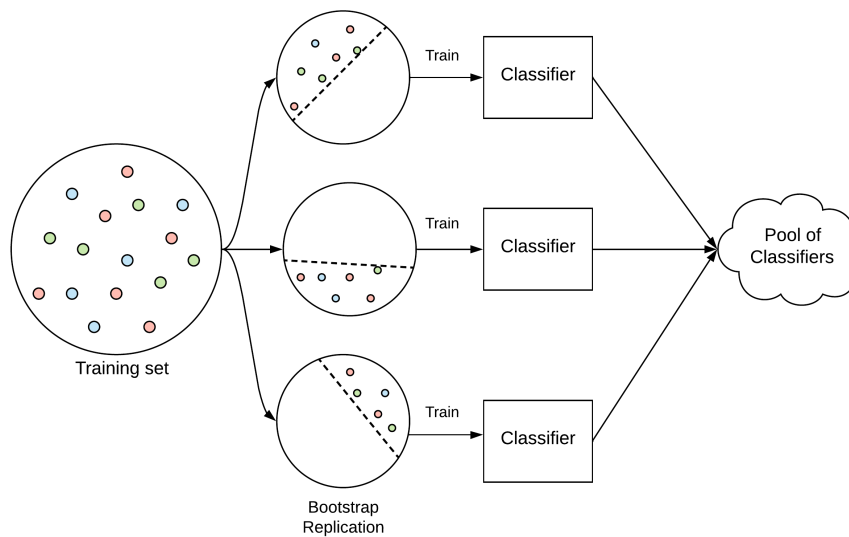 Train
Classifier
Train
Classifier
Pool of
Classifiers
Training set
Train
Classifier
Bootstrap
Replication